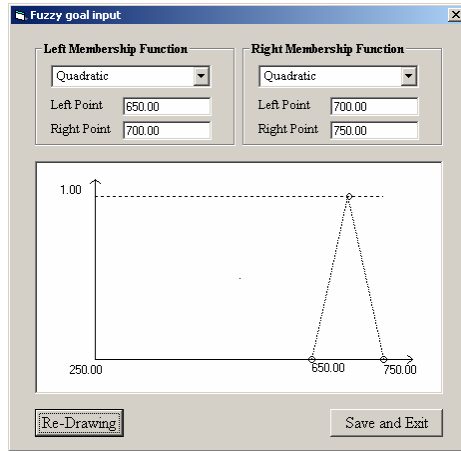 Fuzzy goal input
Left Membership Function
Quadratic
Left Point 650.00
Right Point 700.00
Right Membership Function
Quadratic
Left Point 700.00
Right Point 750.00
1.00
250.00 650.00 750.00
Re-Drawing Save and Exit